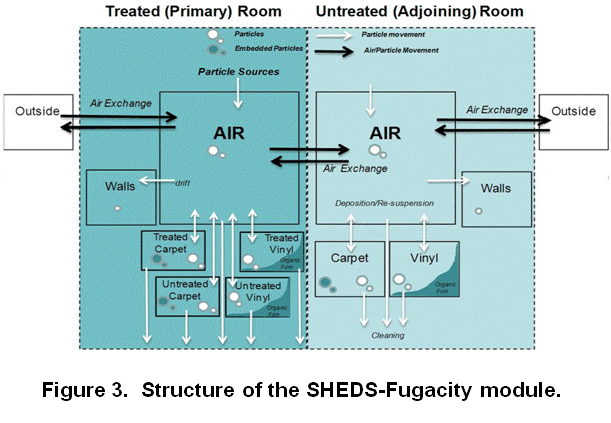 Treated (Primary) Room
Untreated (Adjoining) Room
Particles
Embedded Particles
Particle movement
Air/Particle Movement
Particle Sources
Outside
Air Exchange
AIR
AIR
Air Exchange
Outside
Air Exchange
Walls
drift
Deposition/Re-suspension
Walls
Treated
Carpet
Treated
Vinyl
Organic
Film
Untreated
Carpet
Untreated
Vinyl
Organic
Film
Carpet
Vinyl
Organic
Film
Cleaning
Figure 3. Structure of the SHEDS-Fugacity module.